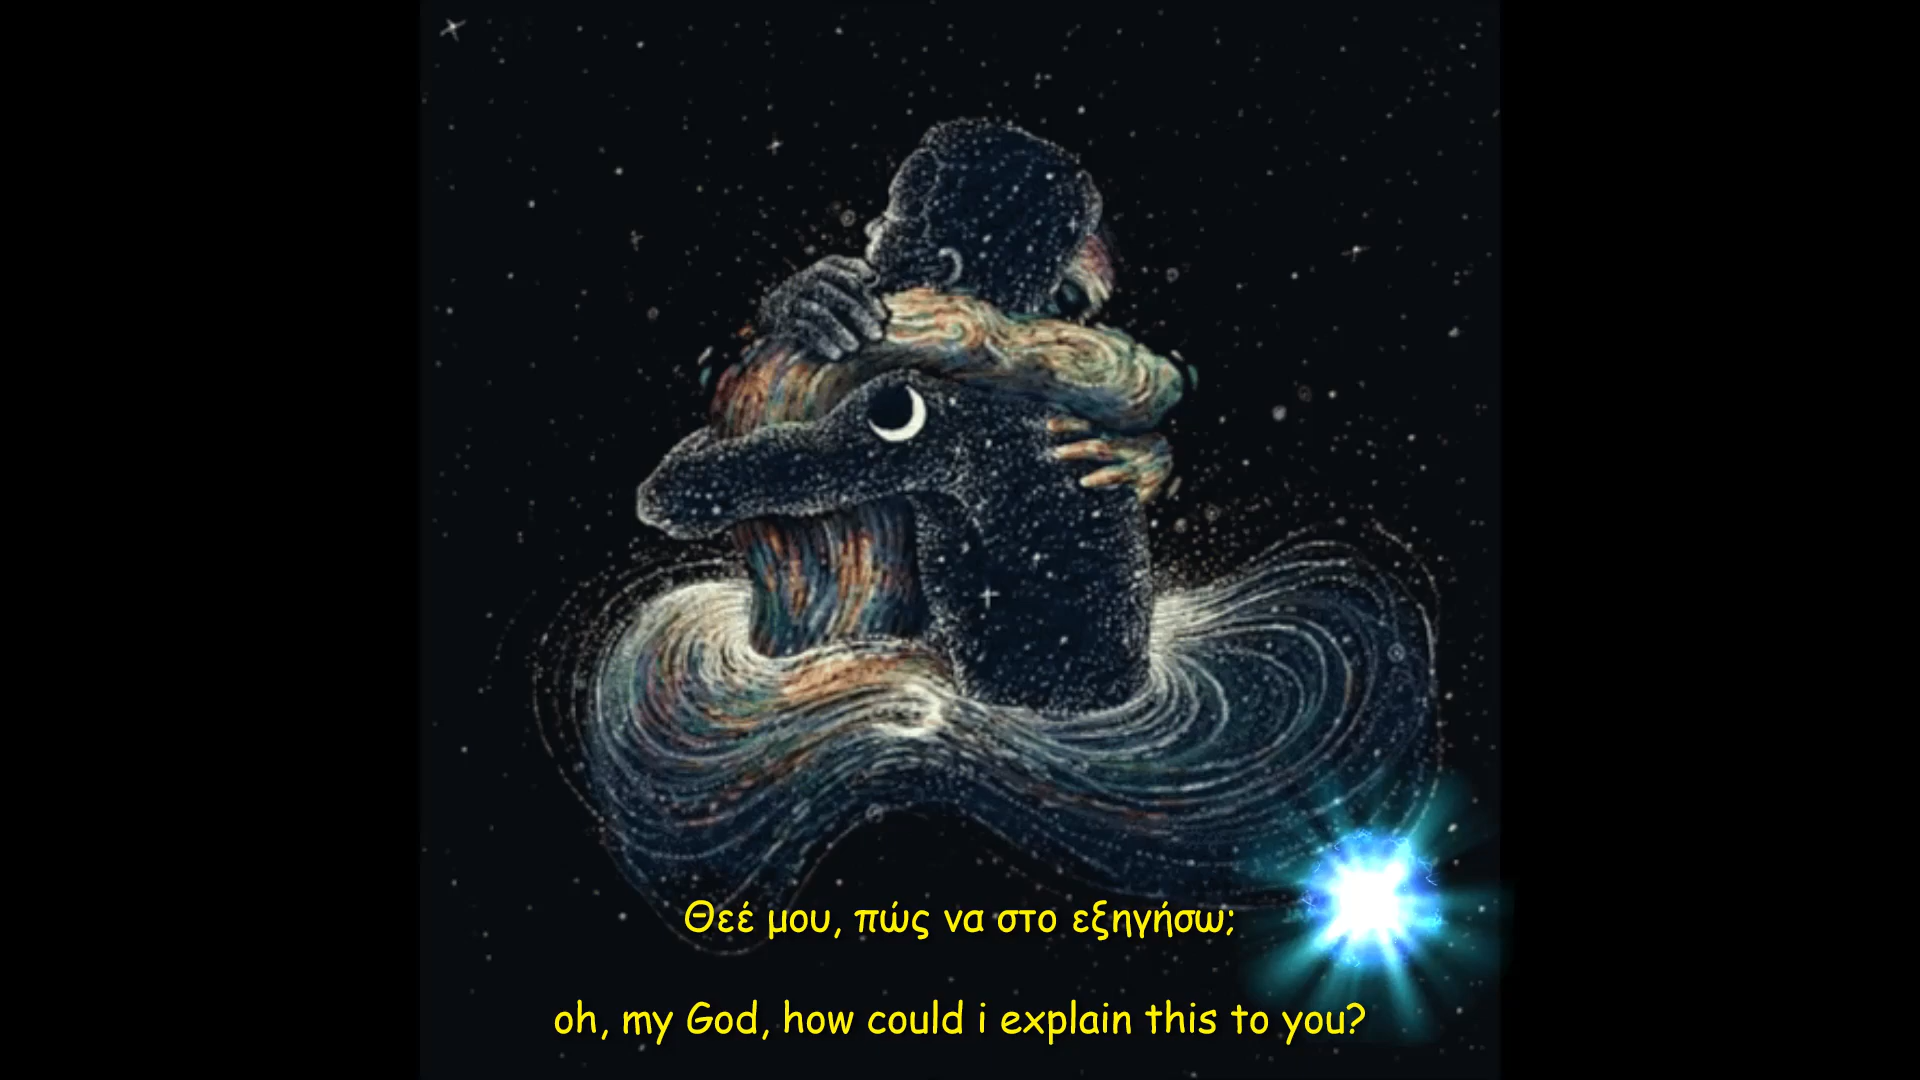 Θεέ μου, πώς να στο εξηγήσω;
oh, my God, how could i explain this to you?